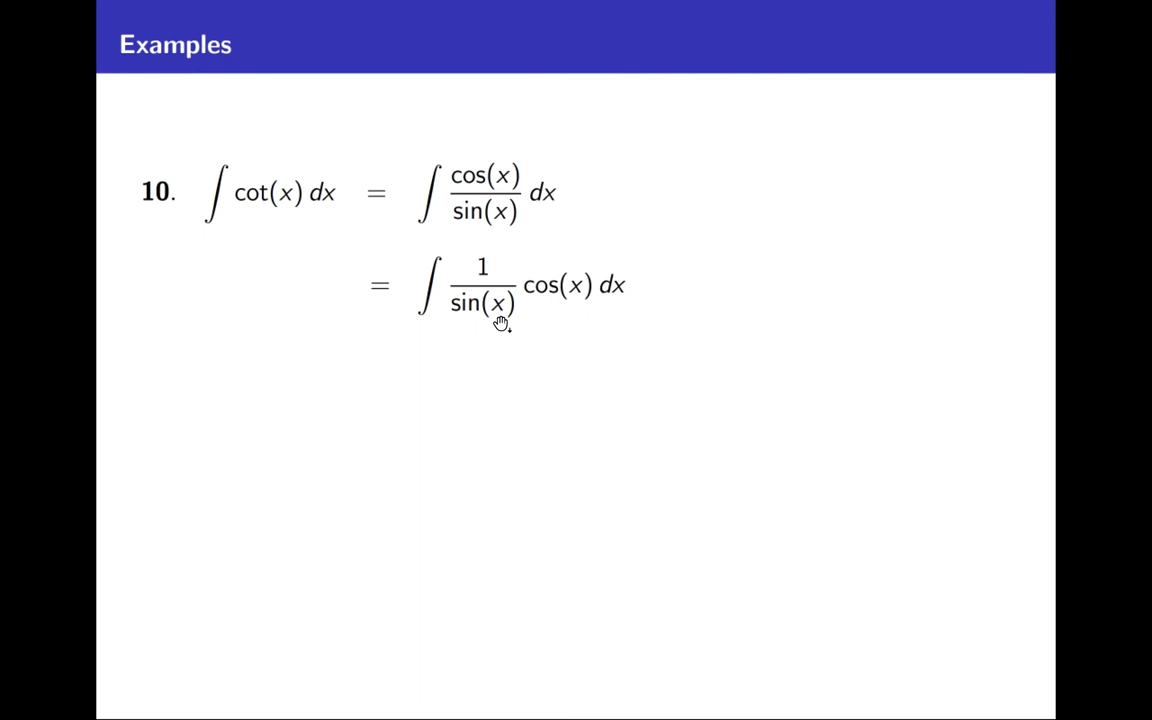 Examples
10. ∫ cot(x) dx = ∫ cos(x)/sin(x) dx
= ∫ 1/sin(x) cos(x) dx